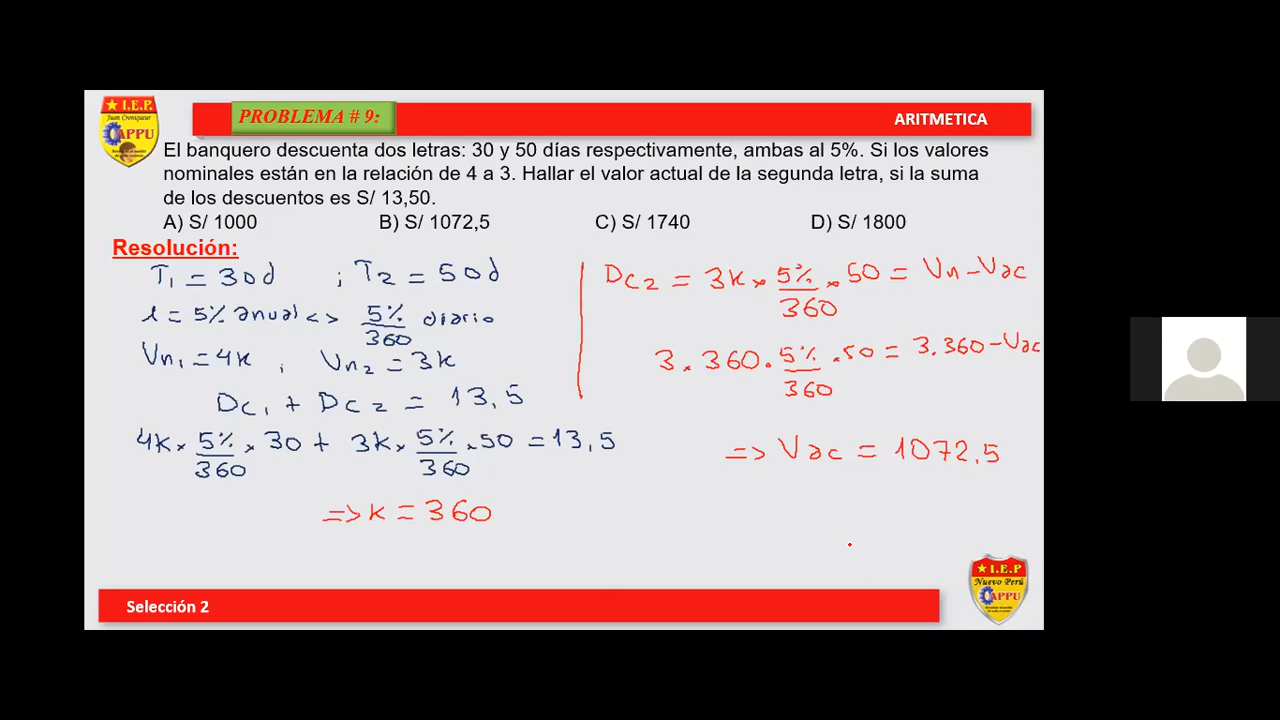 I.E.P.
Juan Croniqueur
CAPPU
PROBLEMA # 9:
ARITMETICA
El banquero descuenta dos letras: 30 y 50 días respectivamente, ambas al 5%. Si los valores
nominales están en la relación de 4 a 3. Hallar el valor actual de la segunda letra, si la suma
de los descuentos es S/ 13,50.
A) S/ 1000 B) S/ 1072,5 C) S/ 1740 D) S/ 1800
Resolución:
T₁ = 30d ; T₂ = 50d
i = 5% anual <> 5%/360 diario
Vn₁ = 4k ; Vn₂ = 3k
Dc₁ + Dc₂ = 13,5
4k × 5%/360 × 30 + 3k × 5%/360 × 50 = 13,5
=> k = 360
Dc₂ = 3k × 5%/360 × 50 = Vn - Vac
3 . 360 . 5%/360 . 50 = 3.360 - Vac
=> Vac = 1072,5
I.E.P
Nuevo Perú
CAPPU
Selección 2